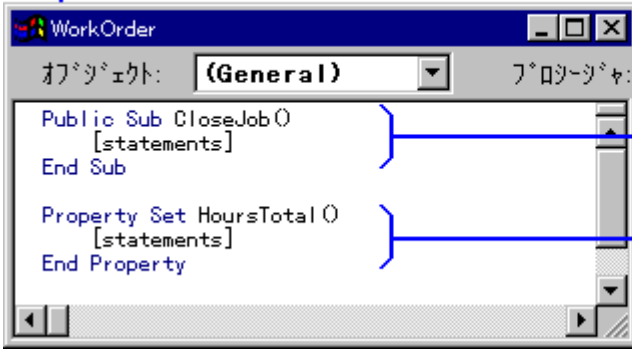 WorkOrder
ｵﾌﾞｼﾞｪｸﾄ: (General) ﾌﾟﾛｼｰｼﾞｬ:
Public Sub CloseJob()
[statements]
End Sub
Property Set HoursTotal()
[statements]
End Property